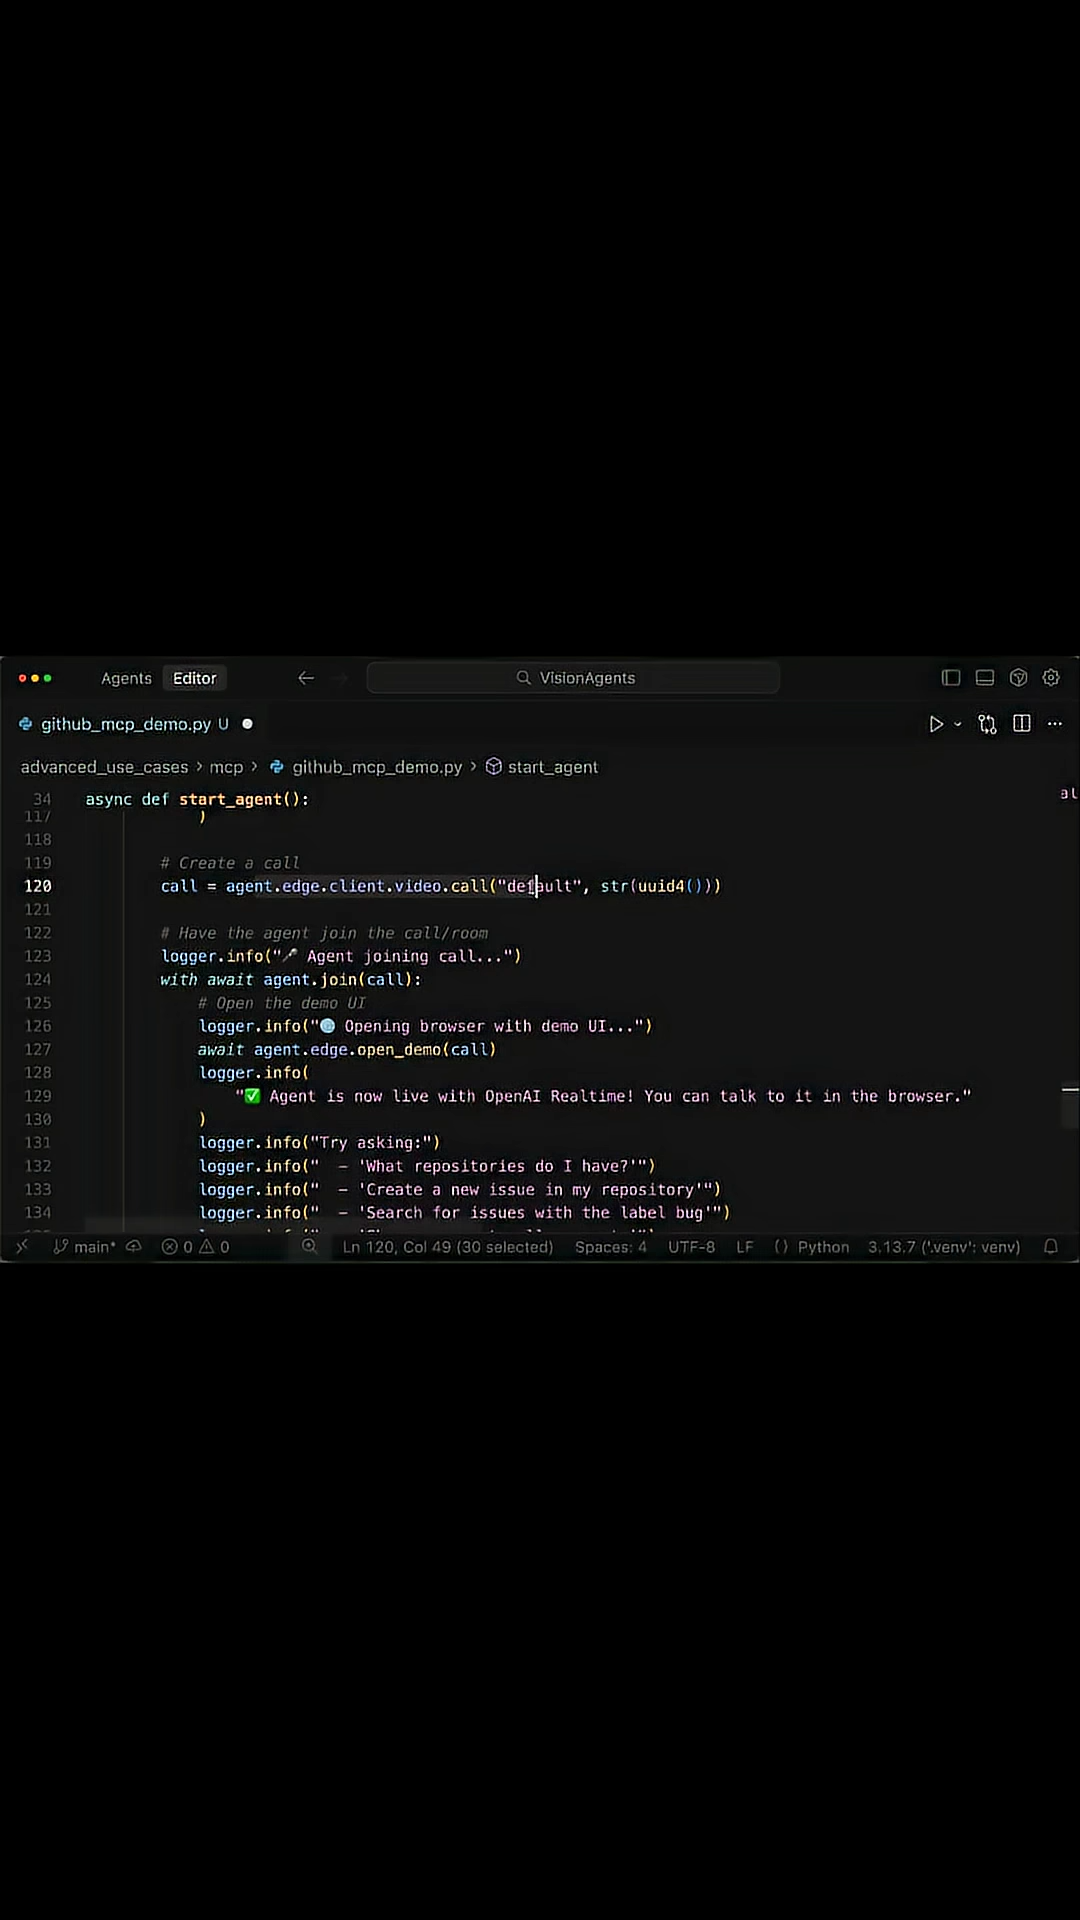 Agents Editor VisionAgents
github_mcp_demo.py U
advanced_use_cases > mcp > github_mcp_demo.py > start_agent
34 async def start_agent():
117 )
118
119 # Create a call
120 call = agent.edge.client.video.call("default", str(uuid4()))
121
122 # Have the agent join the call/room
123 logger.info("🎤 Agent joining call...")
124 with await agent.join(call):
125 # Open the demo UI
126 logger.info("🌐 Opening browser with demo UI...")
127 await agent.edge.open_demo(call)
128 logger.info(
129 "✅ Agent is now live with OpenAI Realtime! You can talk to it in the browser."
130 )
131 logger.info("Try asking:")
132 logger.info("  – 'What repositories do I have?'")
133 logger.info("  – 'Create a new issue in my repository'")
134 logger.info("  – 'Search for issues with the label bug'")
main* 0 0 Ln 120, Col 49 (30 selected) Spaces: 4 UTF-8 LF () Python 3.13.7 ('.venv': venv)